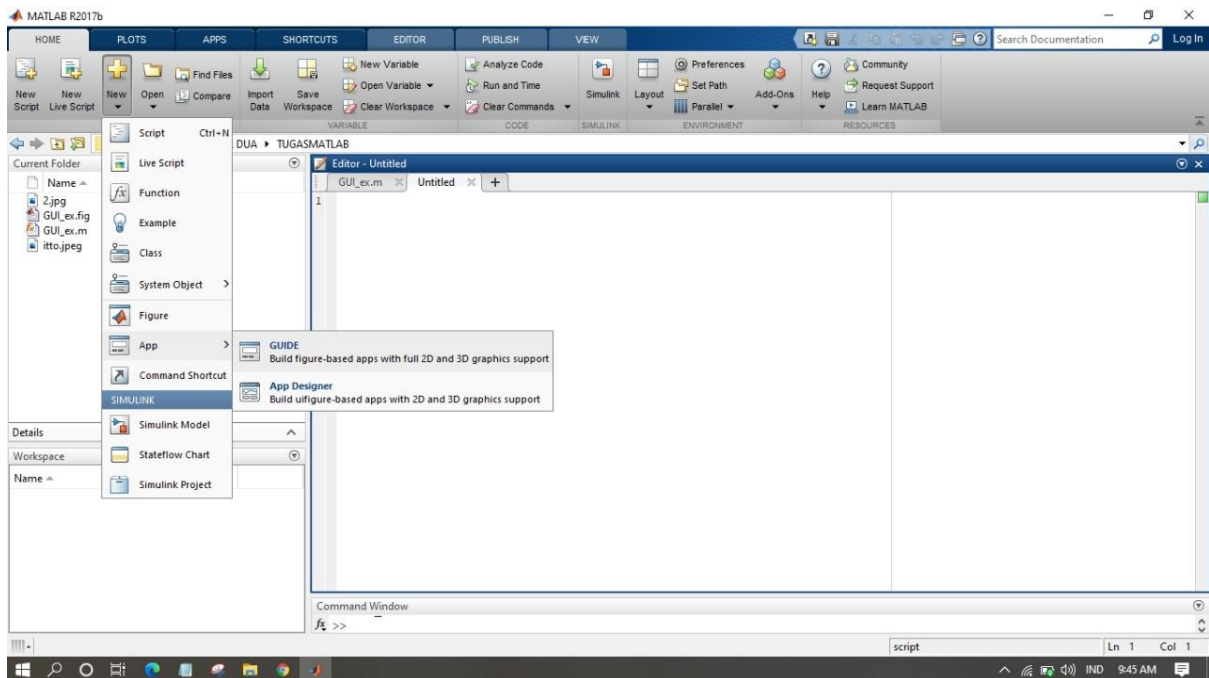 MATLAB R2017b
HOME PLOTS APPS SHORTCUTS EDITOR PUBLISH VIEW Search Documentation Log In
New Script
New Live Script
New
Open
Find Files
Compare
Import Data
Save Workspace
New Variable
Open Variable
Clear Workspace
Analyze Code
Run and Time
Clear Commands
Simulink
Layout
Preferences
Set Path
Parallel
Add-Ons
Help
Community
Request Support
Learn MATLAB
VARIABLE CODE SIMULINK ENVIRONMENT RESOURCES
DUA ▸ TUGASMATLAB
Current Folder
Name
2.jpg
GUI_ex.fig
GUI_ex.m
itto.jpeg
Script Ctrl+N
Live Script
Function
Example
Class
System Object
Figure
App
Command Shortcut
SIMULINK
Simulink Model
Stateflow Chart
Simulink Project
GUIDE
Build figure-based apps with full 2D and 3D graphics support
App Designer
Build uifigure-based apps with 2D and 3D graphics support
Editor - Untitled
GUI_ex.m Untitled
1
Details
Workspace
Name
Command Window
fx >>
script Ln 1 Col 1
IND 9:45 AM